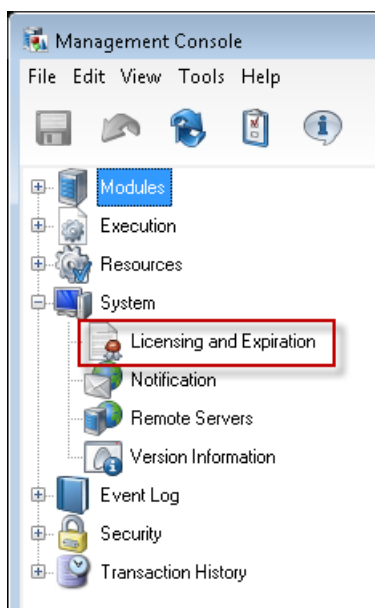 Management Console
File Edit View Tools Help
Modules
Execution
Resources
System
Licensing and Expiration
Notification
Remote Servers
Version Information
Event Log
Security
Transaction History